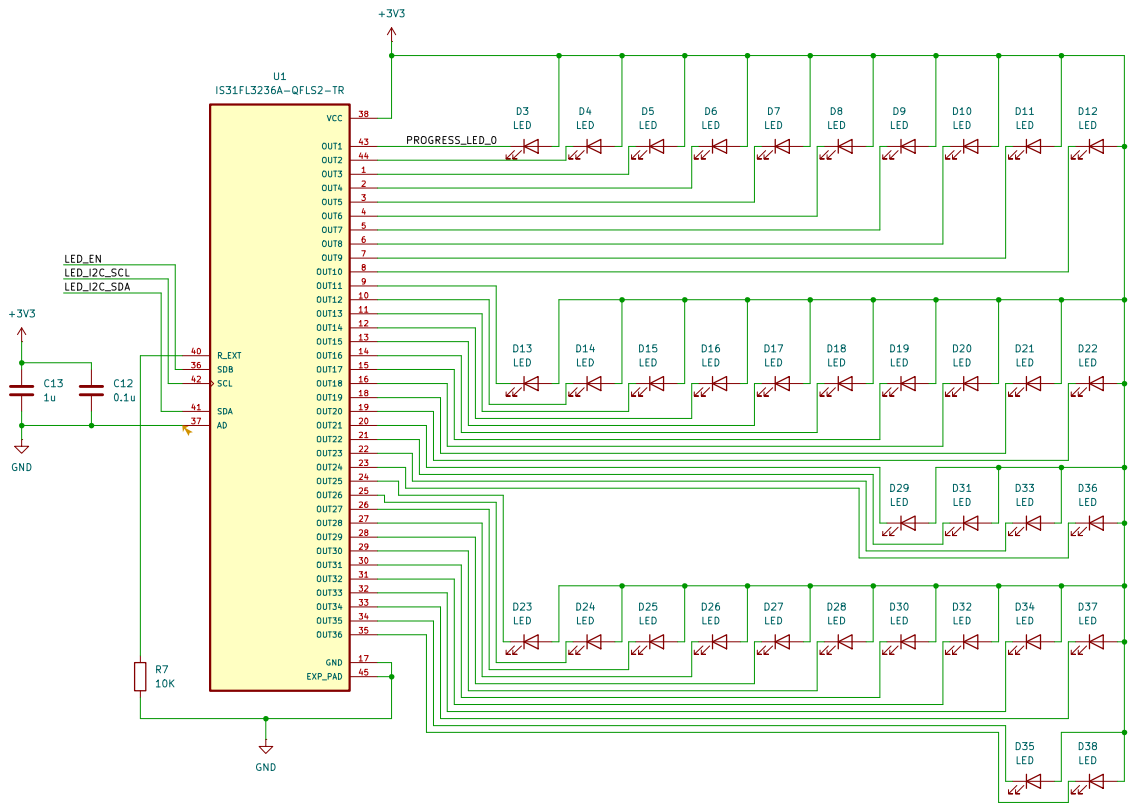 +3V3
U1
IS31FL3236A-QFLS2-TR
VCC 38
OUT1 43 PROGRESS_LED_0
OUT2 44
OUT3 1
OUT4 2
OUT5 3
OUT6 4
OUT7 5
OUT8 6
OUT9 7
OUT10 8
OUT11 9
OUT12 10
OUT13 11
OUT14 12
OUT15 13
OUT16 14
OUT17 15
OUT18 16
OUT19 18
OUT20 19
OUT21 20
OUT22 21
OUT23 22
OUT24 23
OUT25 24
OUT26 25
OUT27 26
OUT28 27
OUT29 28
OUT30 29
OUT31 30
OUT32 31
OUT33 32
OUT34 33
OUT35 34
OUT36 35
GND 17
EXP_PAD 45
LED_EN
LED_I2C_SCL
LED_I2C_SDA
40 R_EXT
36 SDB
42 SCL
41 SDA
37 AD
+3V3
C13 C12
1u 0.1u
GND
R7
10K
GND
D3 D4 D5 D6 D7 D8 D9 D10 D11 D12
LED LED LED LED LED LED LED LED LED LED
D13 D14 D15 D16 D17 D18 D19 D20 D21 D22
LED LED LED LED LED LED LED LED LED LED
D29 D31 D33 D36
LED LED LED LED
D23 D24 D25 D26 D27 D28 D30 D32 D34 D37
LED LED LED LED LED LED LED LED LED LED
D35 D38
LED LED